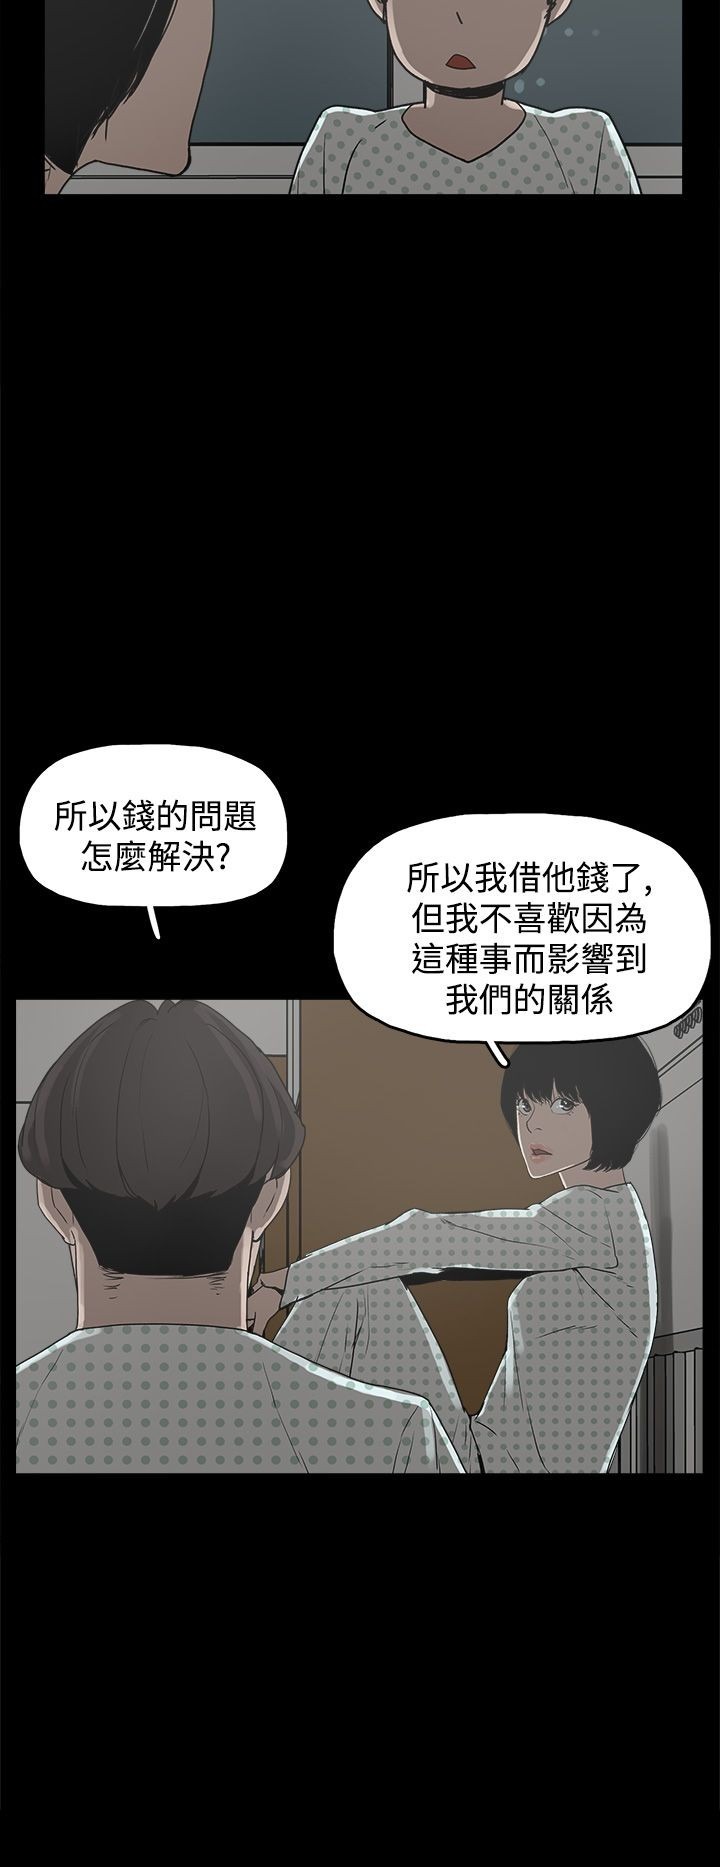 所以錢的問題
怎麼解決?
所以我借他錢了,
但我不喜歡因為
這種事而影響到
我們的關係